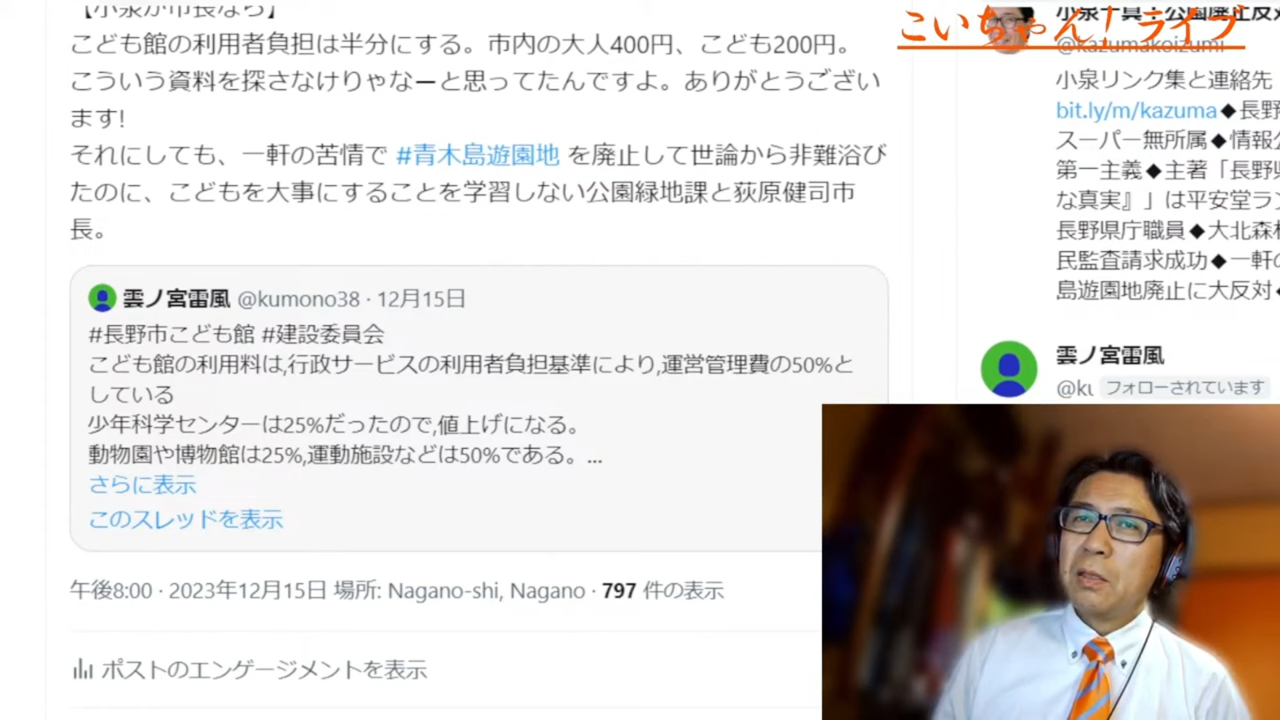 【小泉が市長なら】
こども館の利用者負担は半分にする。市内の大人400円、こども200円。
こういう資料を探さなけりゃなーと思ってたんですよ。ありがとうござい
ます!
それにしても、一軒の苦情で #青木島遊園地 を廃止して世論から非難浴び
たのに、こどもを大事にすることを学習しない公園緑地課と荻原健司市
長。
雲ノ宮雷風 @kumono38 · 12月15日
#長野市こども館 #建設委員会
こども館の利用料は,行政サービスの利用者負担基準により,運営管理費の50%と
している
少年科学センターは25%だったので,値上げになる。
動物園や博物館は25%,運動施設などは50%である。...
さらに表示
このスレッドを表示
午後8:00 · 2023年12月15日 場所: Nagano-shi, Nagano · 797 件の表示
ポストのエンゲージメントを表示
こいちゃん!ライブ
小泉一真・公園廃止反対
@kazumakoizumi
小泉リンク集と連絡先
bit.ly/m/kazuma◆長野
スーパー無所属◆情報公
第一主義◆主著「長野県
な真実』」は平安堂ラン
長野県庁職員◆大北森林
民監査請求成功◆一軒の
島遊園地廃止に大反対◆
雲ノ宮雷風
@ku フォローされています